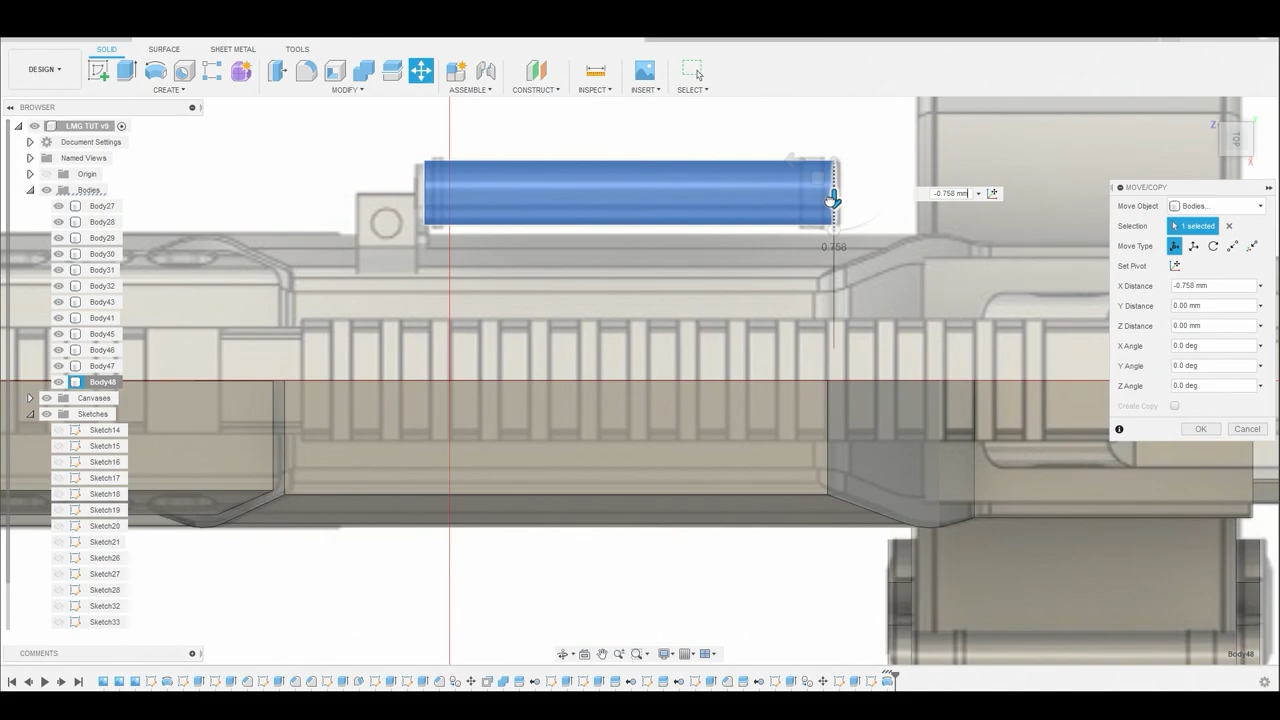 SOLID SURFACE SHEET METAL TOOLS
DESIGN
CREATE MODIFY ASSEMBLE CONSTRUCT INSPECT INSERT SELECT
BROWSER
LMG TUT v9
Document Settings
Named Views
Origin
Bodies
Body27
Body28
Body29
Body30
Body31
Body32
Body43
Body41
Body45
Body46
Body47
Body48
Canvases
Sketches
Sketch14
Sketch15
Sketch16
Sketch17
Sketch18
Sketch19
Sketch20
Sketch21
Sketch26
Sketch27
Sketch28
Sketch32
Sketch33
COMMENTS
-0.758 mm
0.758
Z
TOP
X
MOVE/COPY
Move Object Bodies...
Selection 1 selected
Move Type
Set Pivot
X Distance -0.758 mm
Y Distance 0.00 mm
Z Distance 0.00 mm
X Angle 0.0 deg
Y Angle 0.0 deg
Z Angle 0.0 deg
Create Copy
OK Cancel
Body48